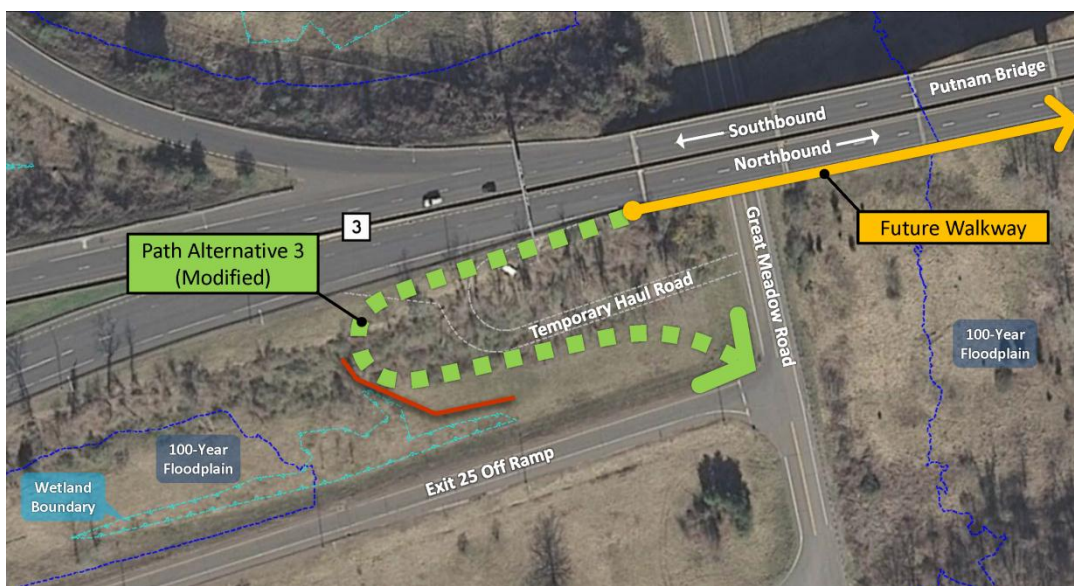 Putnam Bridge
Southbound
Northbound
3
Path Alternative 3
(Modified)
Future Walkway
Great Meadow Road
Temporary Haul Road
100-Year
Floodplain
100-Year
Floodplain
Exit 25 Off Ramp
Wetland
Boundary